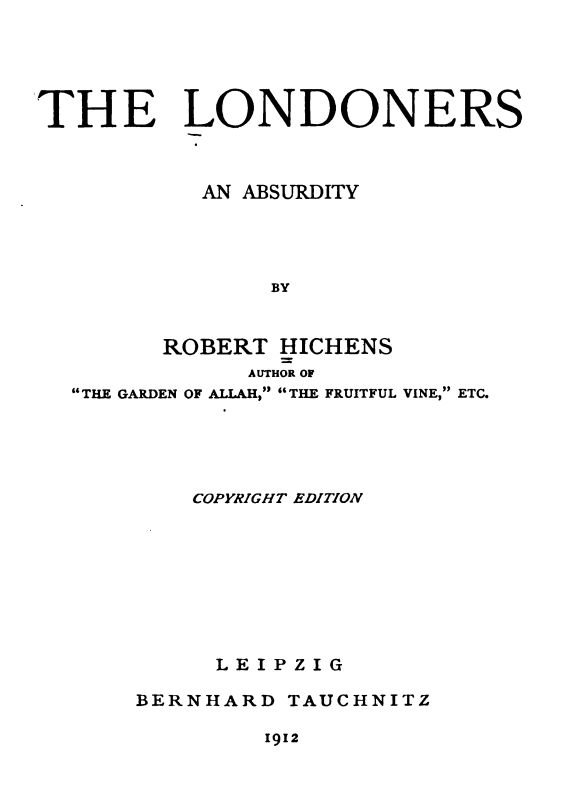 THE LONDONERS
AN ABSURDITY
BY
ROBERT HICHENS
AUTHOR OF
“THE GARDEN OF ALLAH,” “THE FRUITFUL VINE,” ETC.
COPYRIGHT EDITION
LEIPZIG
BERNHARD TAUCHNITZ
1912